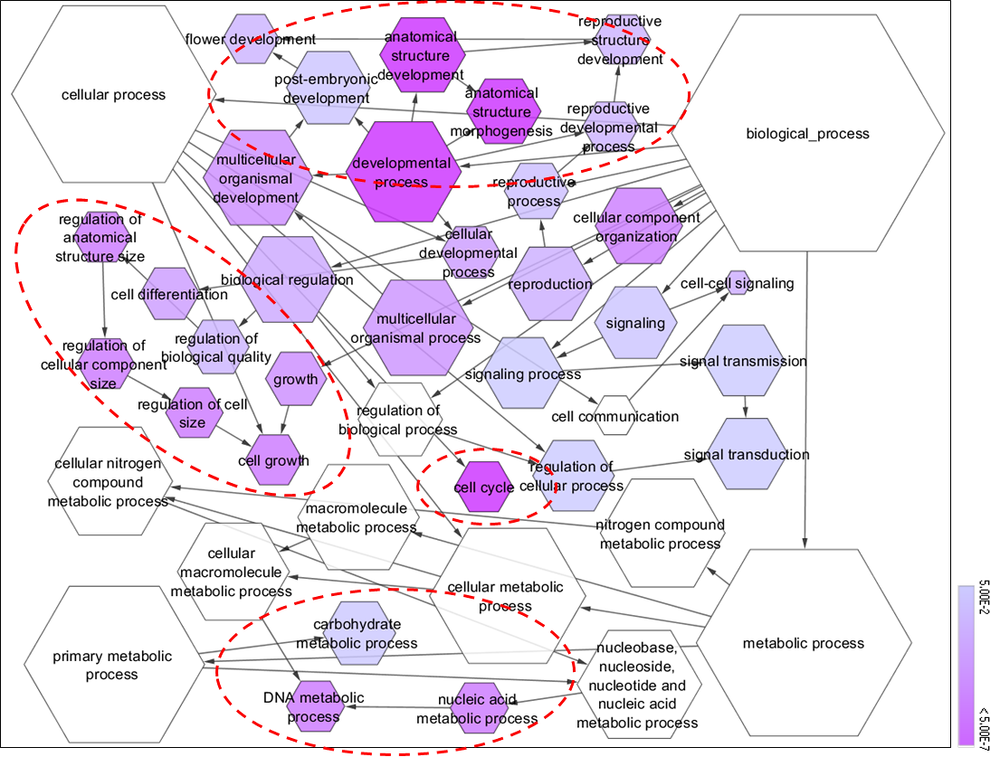 flower development
anatomical
structure
development
reproductive
structure
development
cellular process
post-embryonic
development
anatomical
structure
morphogenesis
reproductive
developmental
process
biological_process
multicellular
organismal
development
developmental
process
reproductive
process
regulation of
anatomical
structure size
cellular
developmental
process
cellular component
organization
cell differentiation
biological regulation
reproduction
cell-cell signaling
regulation of
biological quality
multicellular
organismal process
signaling
regulation of
cellular component
size
growth
signaling process
signal transmission
regulation of cell
size
regulation of
biological process
cell communication
cell growth
signal transduction
cellular nitrogen
compound
metabolic process
cell cycle
regulation of
cellular process
macromolecule
metabolic process
nitrogen compound
metabolic process
cellular
macromolecule
metabolic process
cellular metabolic
process
5.00E-2
primary metabolic
process
carbohydrate
metabolic process
nucleobase,
nucleoside,
nucleotide and
nucleic acid
metabolic process
metabolic process
DNA metabolic
process
nucleic acid
metabolic process
< 5.00E-7